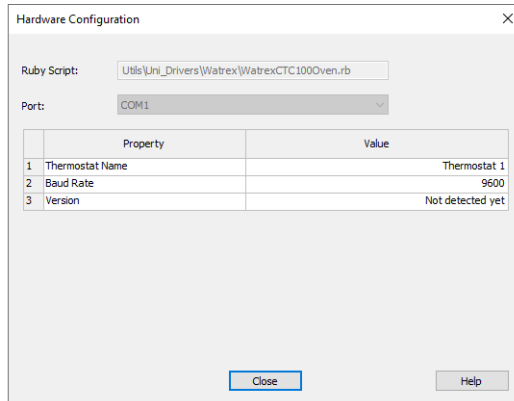 Hardware Configuration
Ruby Script: Utils\Uni_Drivers\Watrex\WatrexCTC100Oven.rb
Port: COM1
Property Value
1 Thermostat Name Thermostat 1
2 Baud Rate 9600
3 Version Not detected yet
Close Help